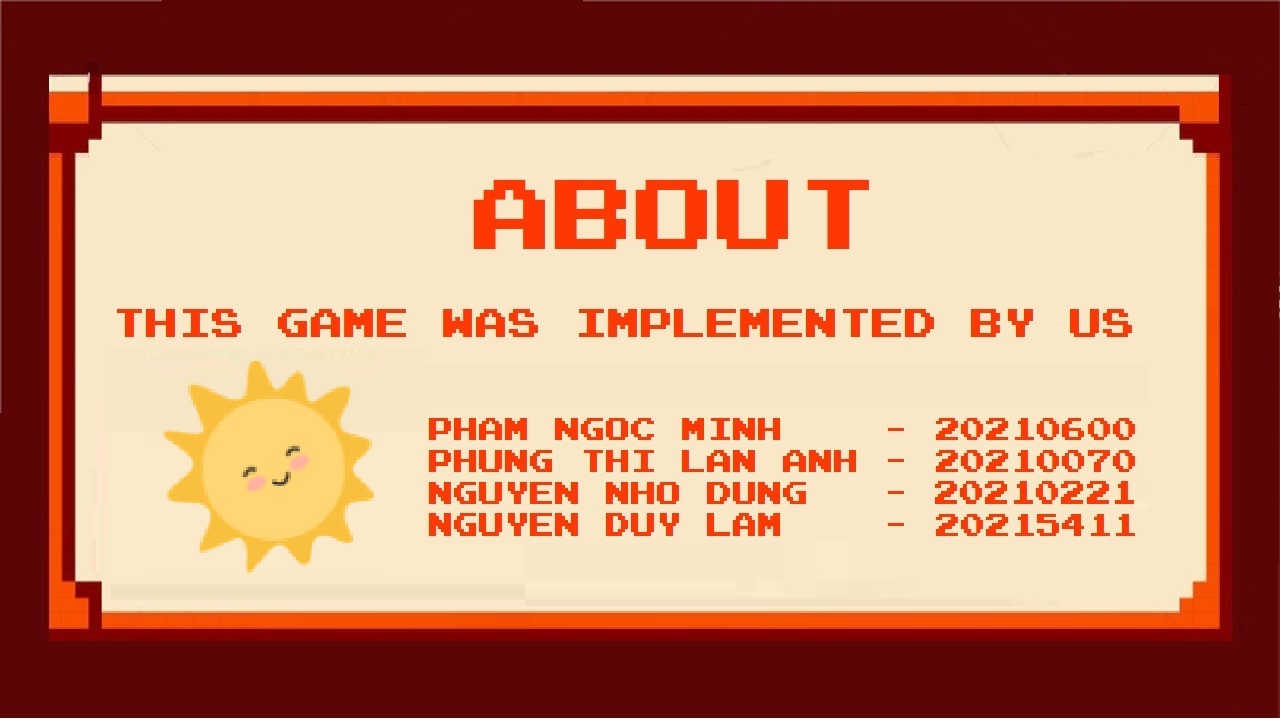 ABOUT
THIS GAME WAS IMPLEMENTED BY US
PHAM NGOC MINH - 20210600
PHUNG THI LAN ANH - 20210070
NGUYEN NHO DUNG - 20210221
NGUYEN DUY LAM - 20215411